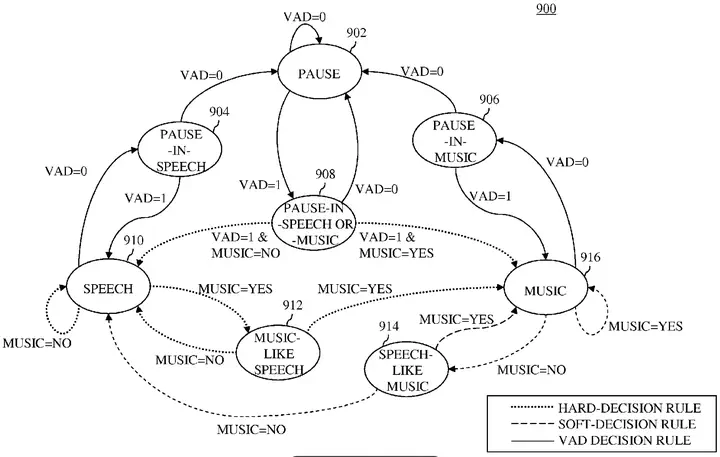 900
VAD=0
902
PAUSE
VAD=0
VAD=0
904
906
PAUSE
-IN-
SPEECH
PAUSE
-IN-
MUSIC
VAD=0
VAD=0
VAD=1
VAD=1
908
VAD=0
VAD=1
PAUSE-IN
-SPEECH OR
-MUSIC
910
VAD=1 &
MUSIC=NO
VAD=1 &
MUSIC=YES
916
SPEECH
MUSIC=YES
MUSIC=YES
MUSIC
912
914
MUSIC=YES
MUSIC=YES
MUSIC=NO
MUSIC-
LIKE
SPEECH
MUSIC=NO
SPEECH-
LIKE
MUSIC
MUSIC=NO
MUSIC=NO
HARD-DECISION RULE
SOFT-DECISION RULE
VAD DECISION RULE